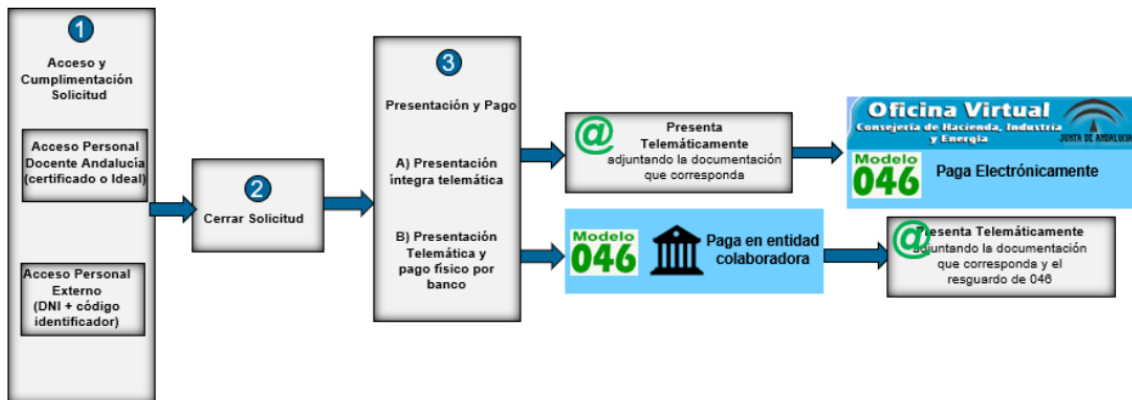 1
Acceso y
Cumplimentación
Solicitud
Acceso Personal
Docente Andalucía
(certificado o Ideal)
Acceso Personal
Externo
(DNI + código
identificador)
2
Cerrar Solicitud
3
Presentación y Pago
A) Presentación
íntegra telemática
B) Presentación
Telemática y
pago físico por
banco
@
Presenta
Telemáticamente
adjuntando la documentación
que corresponda
Oficina Virtual
Consejería de Hacienda, Industria
y Energía
JUNTA DE ANDALUCIA
Modelo
046
Paga Electrónicamente
Modelo
046
Paga en entidad
colaboradora
@
Presenta Telemáticamente
adjuntando la documentación
que corresponda y el
resguardo de 046